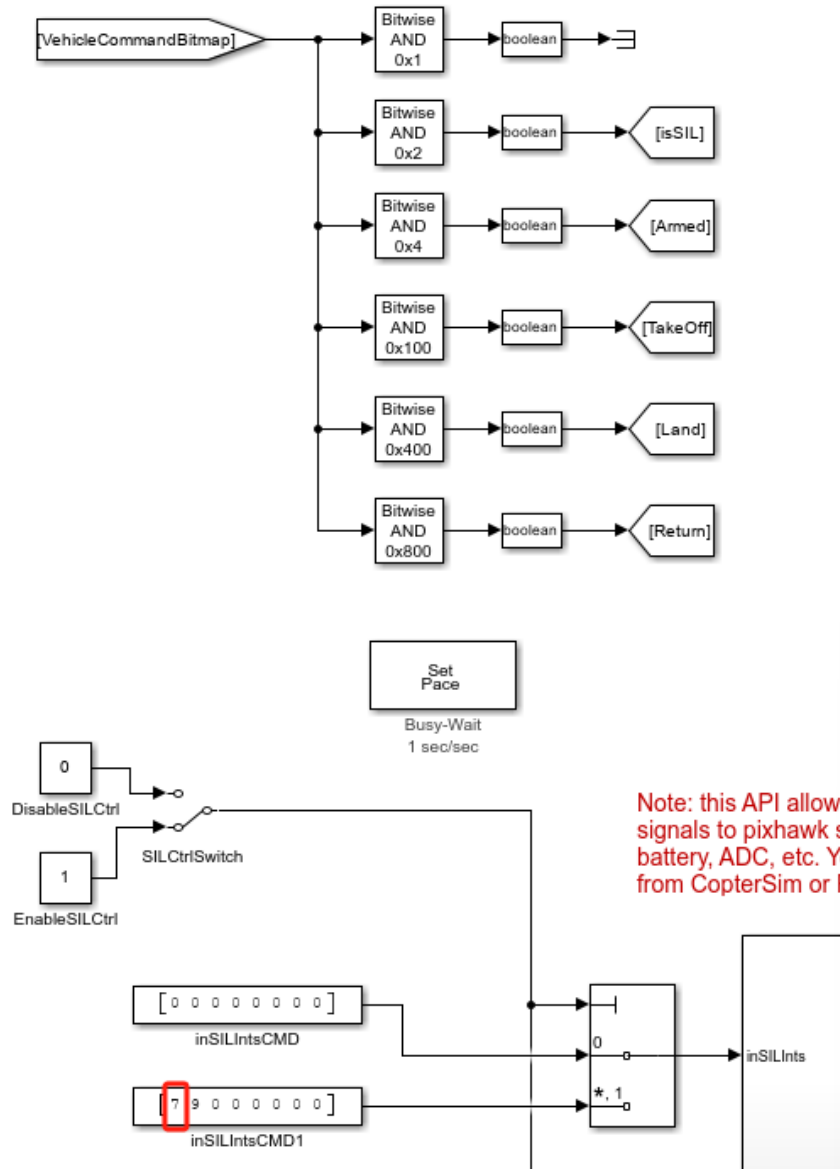 [VehicleCommandBitmap]
Bitwise
AND
0x1
boolean
Bitwise
AND
0x2
boolean
[isSIL]
Bitwise
AND
0x4
boolean
[Armed]
Bitwise
AND
0x100
boolean
[TakeOff]
Bitwise
AND
0x400
boolean
[Land]
Bitwise
AND
0x800
boolean
[Return]
Set
Pace
Busy-Wait
1 sec/sec
0
DisableSILCtrl
SILCtrlSwitch
1
EnableSILCtrl
Note: this API allow
signals to pixhawk s
battery, ADC, etc. Y
from CopterSim or
[0 0 0 0 0 0 0 0]
inSILIntsCMD
0
inSILInts
[7 9 0 0 0 0 0 0]
*, 1
inSILIntsCMD1